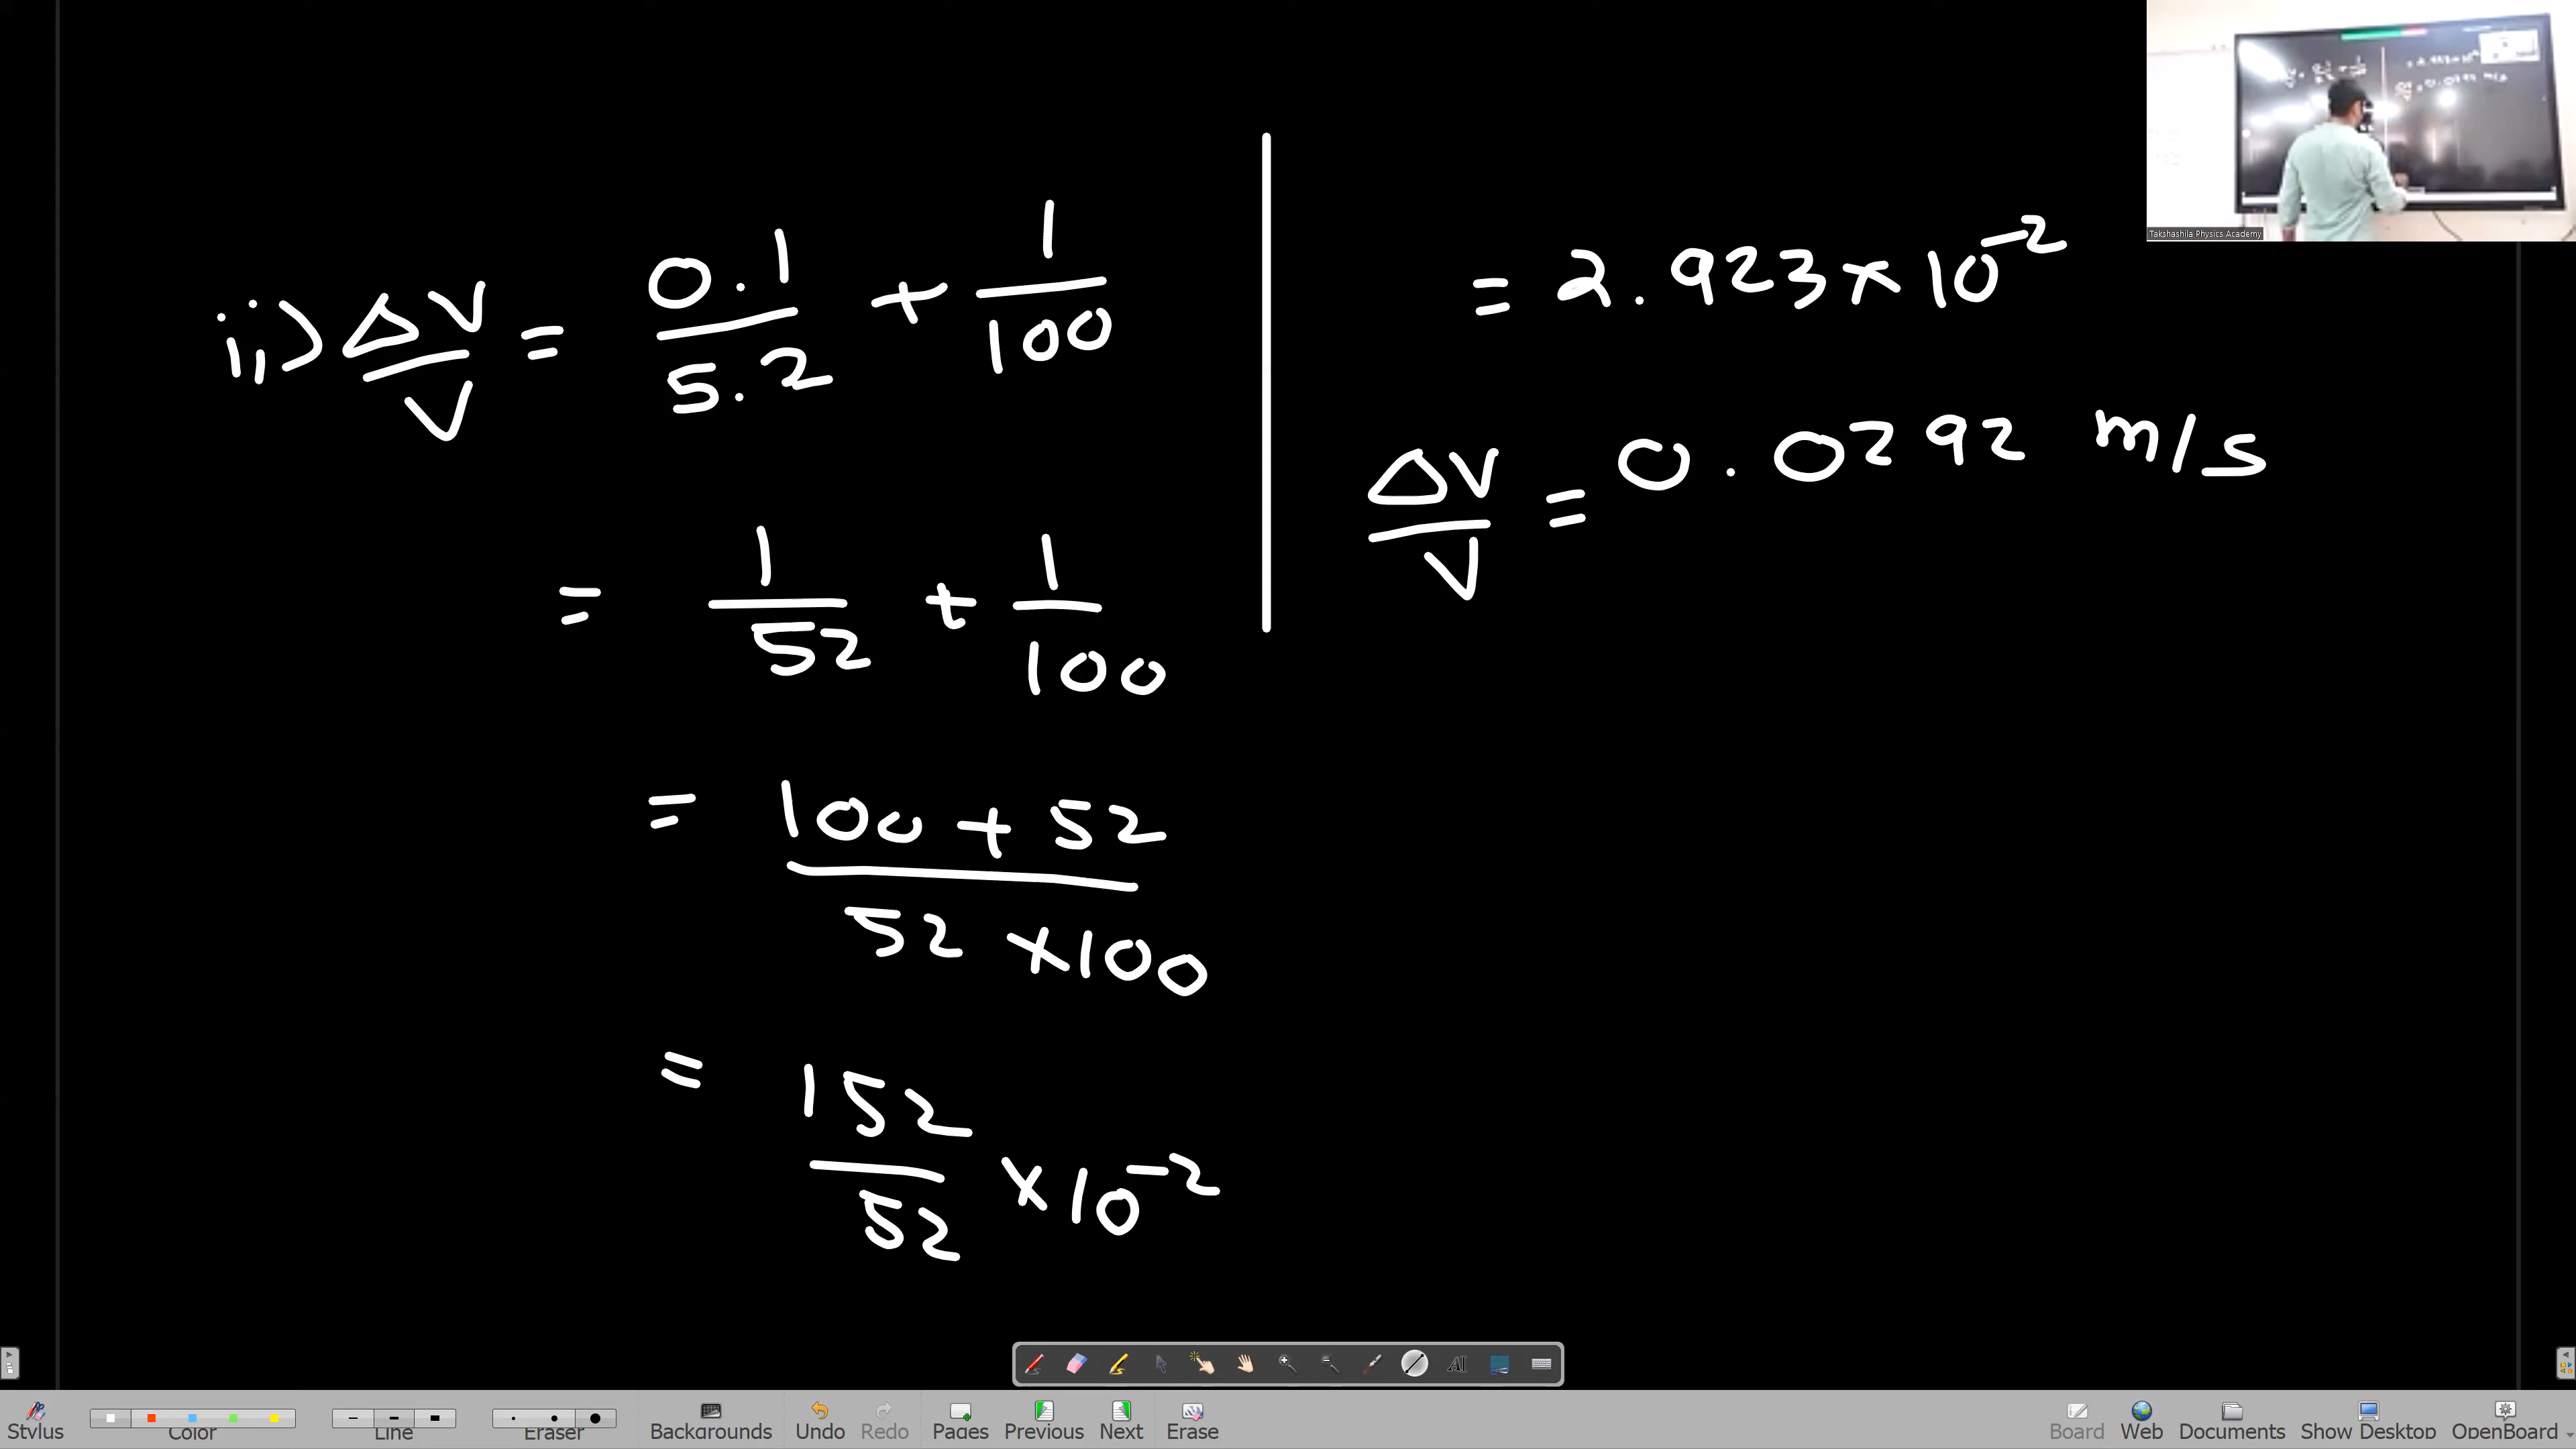 ii) ΔV/V = 0.1/5.2 + 1/100
= 1/52 + 1/100
= 100 + 52 / 52 × 100
= 152/52 × 10⁻²
= 2.923 × 10⁻²
ΔV/V = 0.0292 m/s
Takshashila Physics Academy
Stylus
Color
Line
Eraser
Backgrounds
Undo
Redo
Pages
Previous
Next
Erase
Board
Web
Documents
Show Desktop
OpenBoard